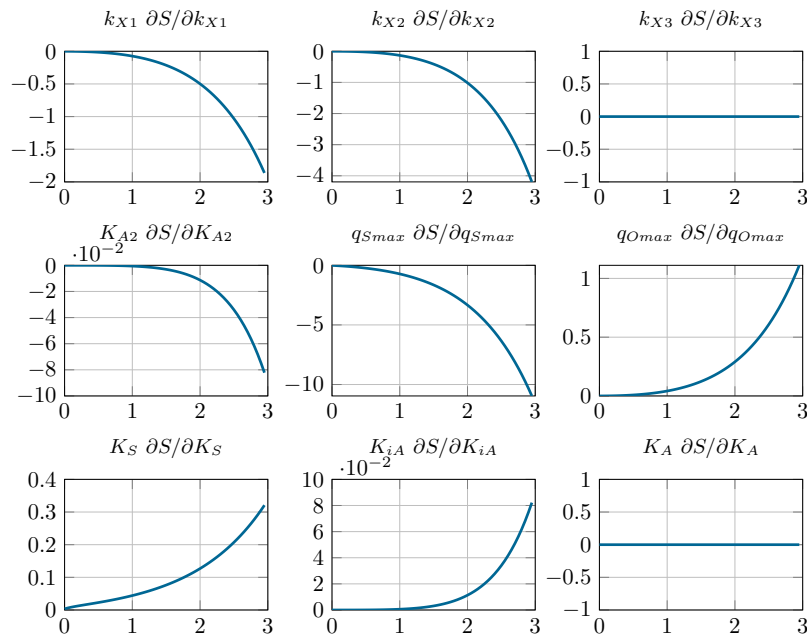 k_{X1} ∂S/∂k_{X1}
0
−0.5
−1
−1.5
−2
0 1 2 3
k_{X2} ∂S/∂k_{X2}
0
−1
−2
−3
−4
0 1 2 3
k_{X3} ∂S/∂k_{X3}
1
0.5
0
−0.5
−1
0 1 2 3
K_{A2} ∂S/∂K_{A2}
·10^{−2}
0
−2
−4
−6
−8
−10
0 1 2 3
q_{Smax} ∂S/∂q_{Smax}
0
−5
−10
0 1 2 3
q_{Omax} ∂S/∂q_{Omax}
1
0.5
0
0 1 2 3
K_S ∂S/∂K_S
0.4
0.3
0.2
0.1
0
0 1 2 3
K_{iA} ∂S/∂K_{iA}
·10^{−2}
10
8
6
4
2
0
0 1 2 3
K_A ∂S/∂K_A
1
0.5
0
−0.5
−1
0 1 2 3